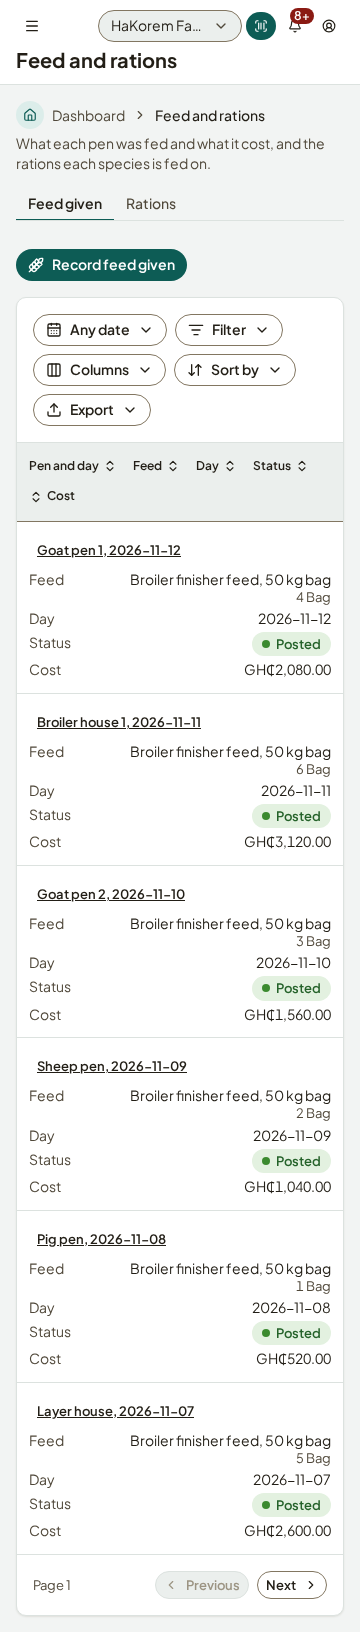 HaKorem Fa...
8+
Feed and rations
Dashboard > Feed and rations
What each pen was fed and what it cost, and the
rations each species is fed on.
Feed given Rations
Record feed given
Any date Filter
Columns Sort by
Export
Pen and day Feed Day Status
Cost
Goat pen 1, 2026-11-12
Feed Broiler finisher feed, 50 kg bag
4 Bag
Day 2026-11-12
Status Posted
Cost GH₵2,080.00
Broiler house 1, 2026-11-11
Feed Broiler finisher feed, 50 kg bag
6 Bag
Day 2026-11-11
Status Posted
Cost GH₵3,120.00
Goat pen 2, 2026-11-10
Feed Broiler finisher feed, 50 kg bag
3 Bag
Day 2026-11-10
Status Posted
Cost GH₵1,560.00
Sheep pen, 2026-11-09
Feed Broiler finisher feed, 50 kg bag
2 Bag
Day 2026-11-09
Status Posted
Cost GH₵1,040.00
Pig pen, 2026-11-08
Feed Broiler finisher feed, 50 kg bag
1 Bag
Day 2026-11-08
Status Posted
Cost GH₵520.00
Layer house, 2026-11-07
Feed Broiler finisher feed, 50 kg bag
5 Bag
Day 2026-11-07
Status Posted
Cost GH₵2,600.00
Page 1 Previous Next